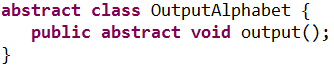 abstract class OutputAlphabet {
   public abstract void output();
}